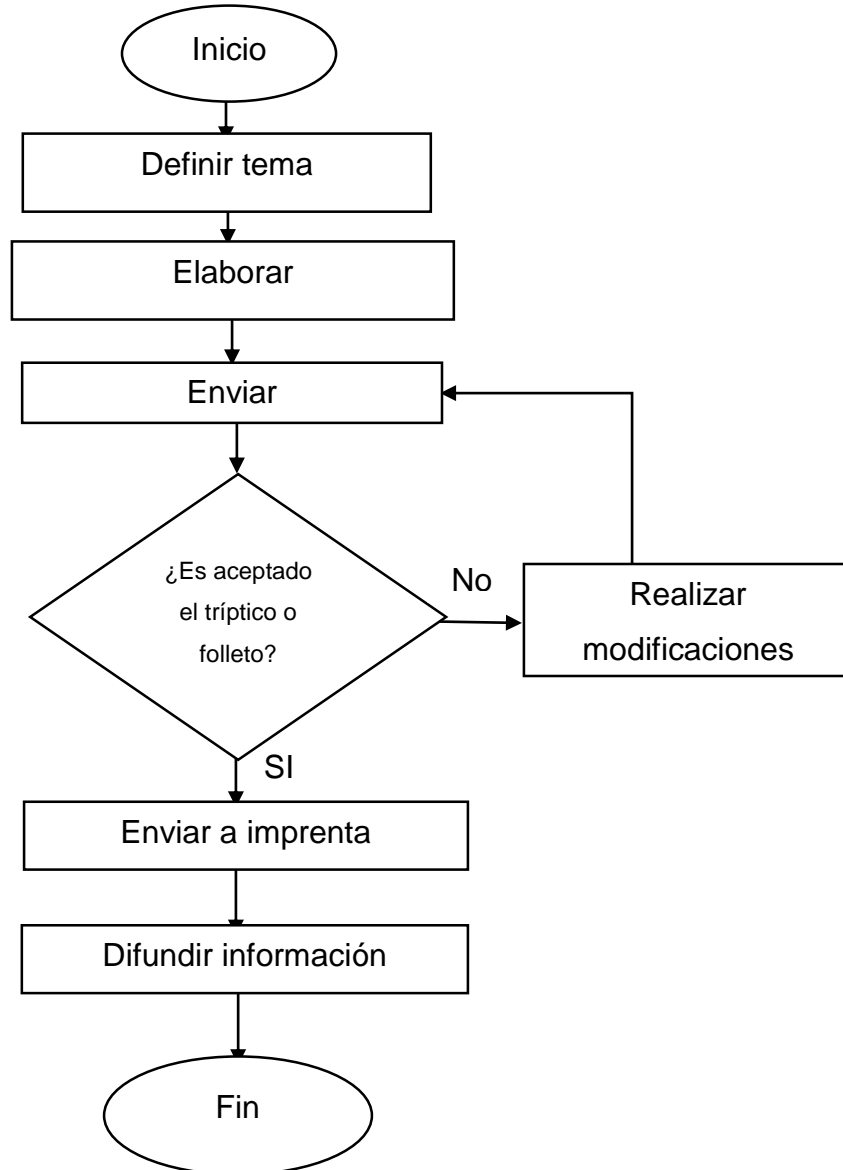 Inicio
Definir tema
Elaborar
Enviar
¿Es aceptado
el tríptico o
folleto?
No
Realizar
modificaciones
SI
Enviar a imprenta
Difundir información
Fin